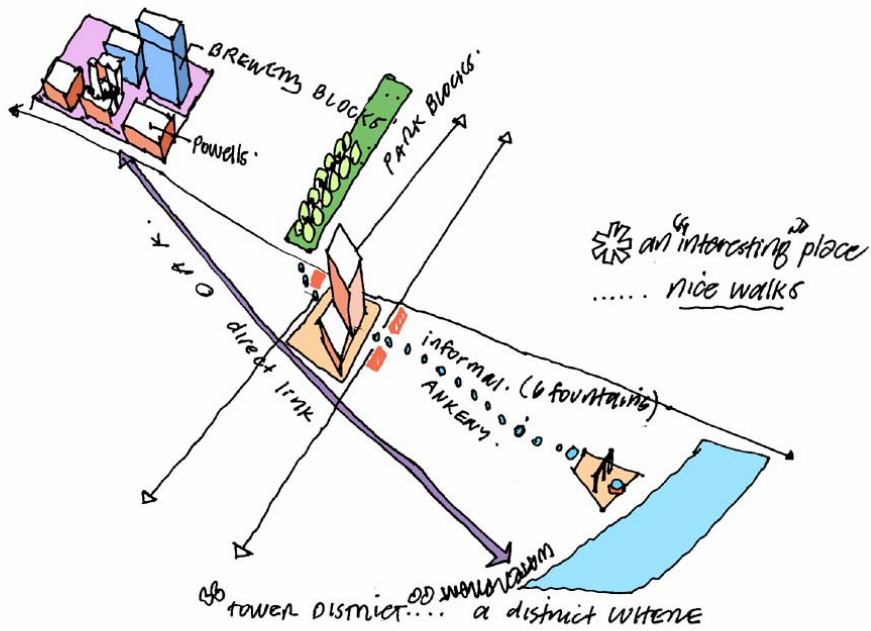 BREWERY BLOCKS.
POWELLS.
PARK BLOCKS.
OAK.
direct link
"an "interesting" place
..... nice walks
informal. (6 fountains).
ANKENY.
"TOWER DISTRICT.... a district WHERE